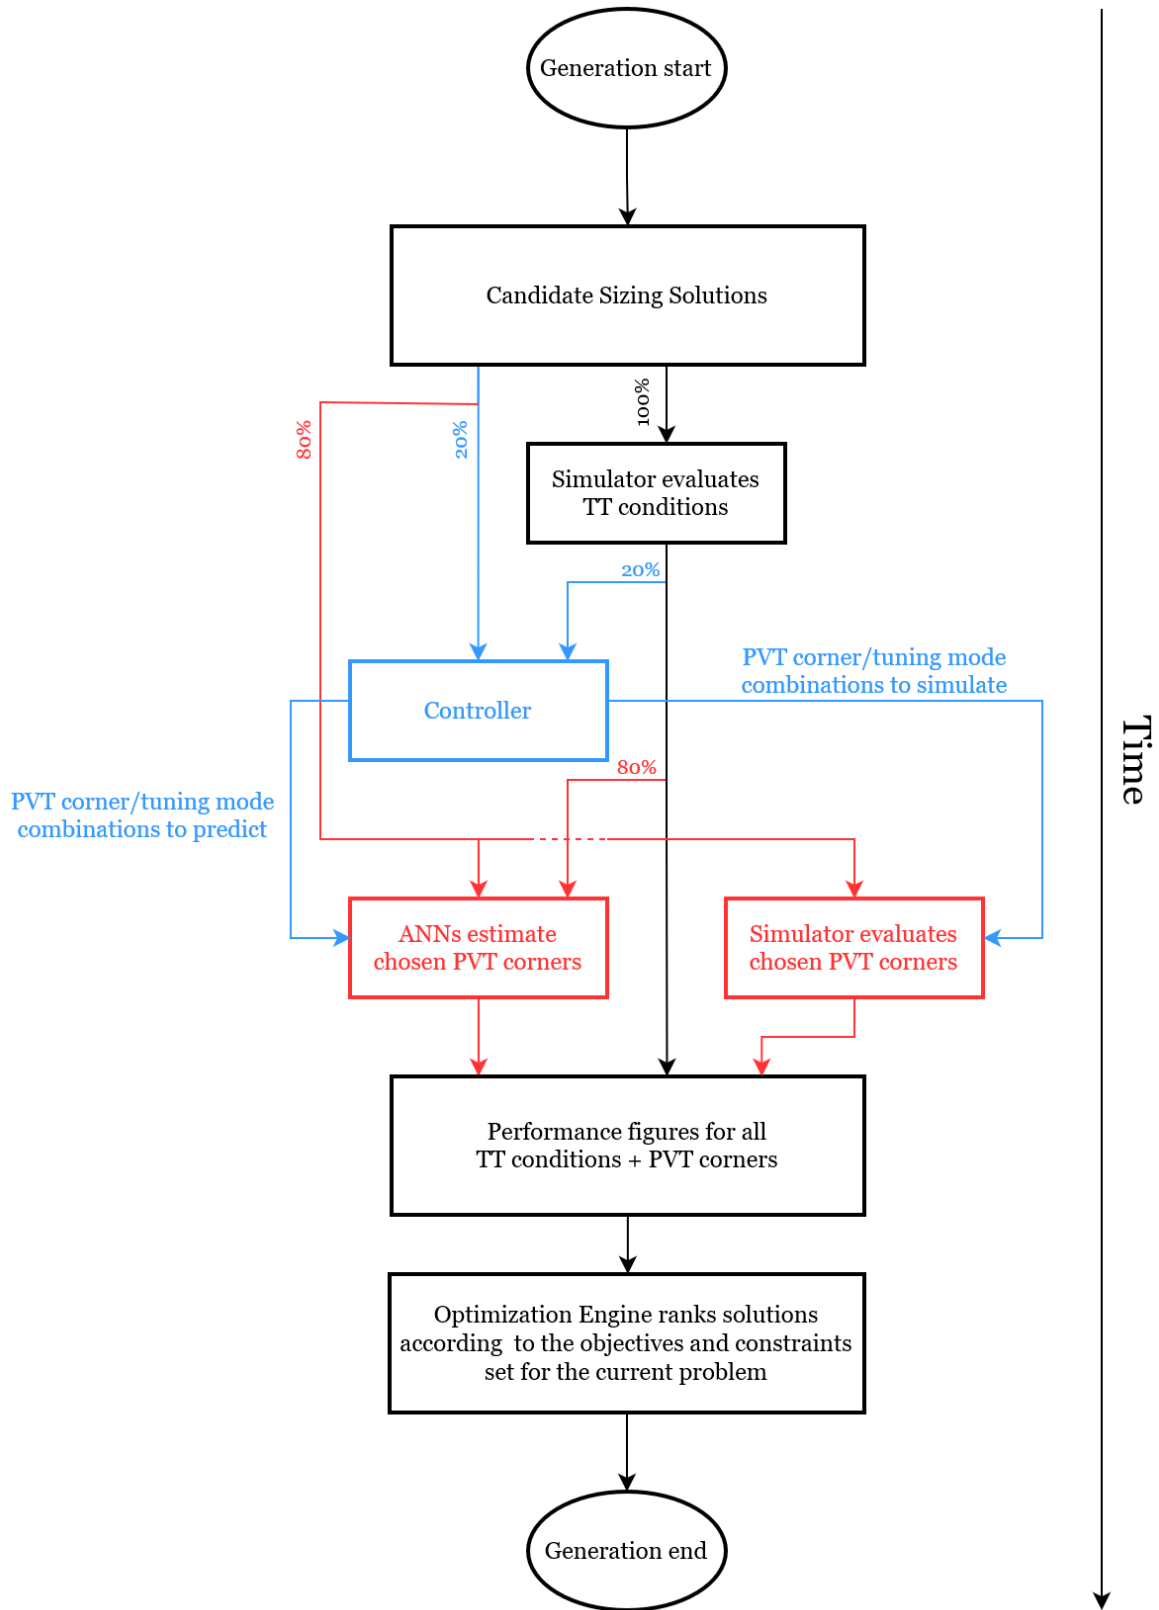 Generation start
Candidate Sizing Solutions
100%
80%
20%
Simulator evaluates
TT conditions
20%
PVT corner/tuning mode
combinations to simulate
Controller
Time
80%
PVT corner/tuning mode
combinations to predict
ANNs estimate
chosen PVT corners
Simulator evaluates
chosen PVT corners
Performance figures for all
TT conditions + PVT corners
Optimization Engine ranks solutions
according to the objectives and constraints
set for the current problem
Generation end